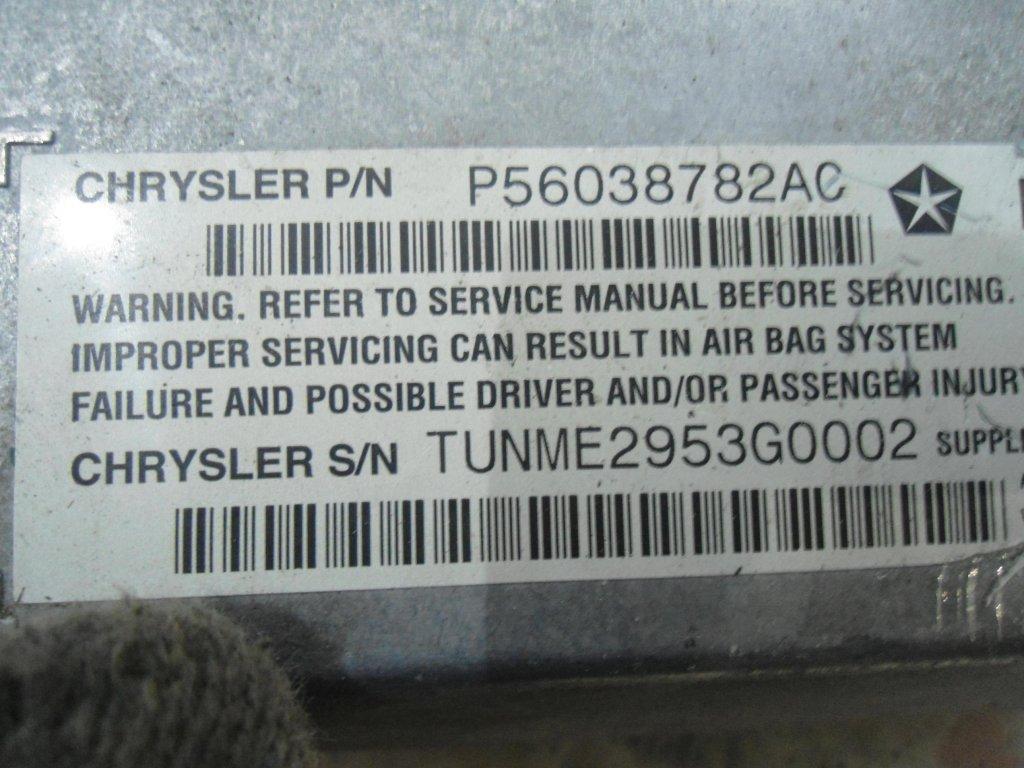 CHRYSLER P/N P56038782AC
WARNING. REFER TO SERVICE MANUAL BEFORE SERVICING.
IMPROPER SERVICING CAN RESULT IN AIR BAG SYSTEM
FAILURE AND POSSIBLE DRIVER AND/OR PASSENGER INJURY
CHRYSLER S/N TUNME2953G0002